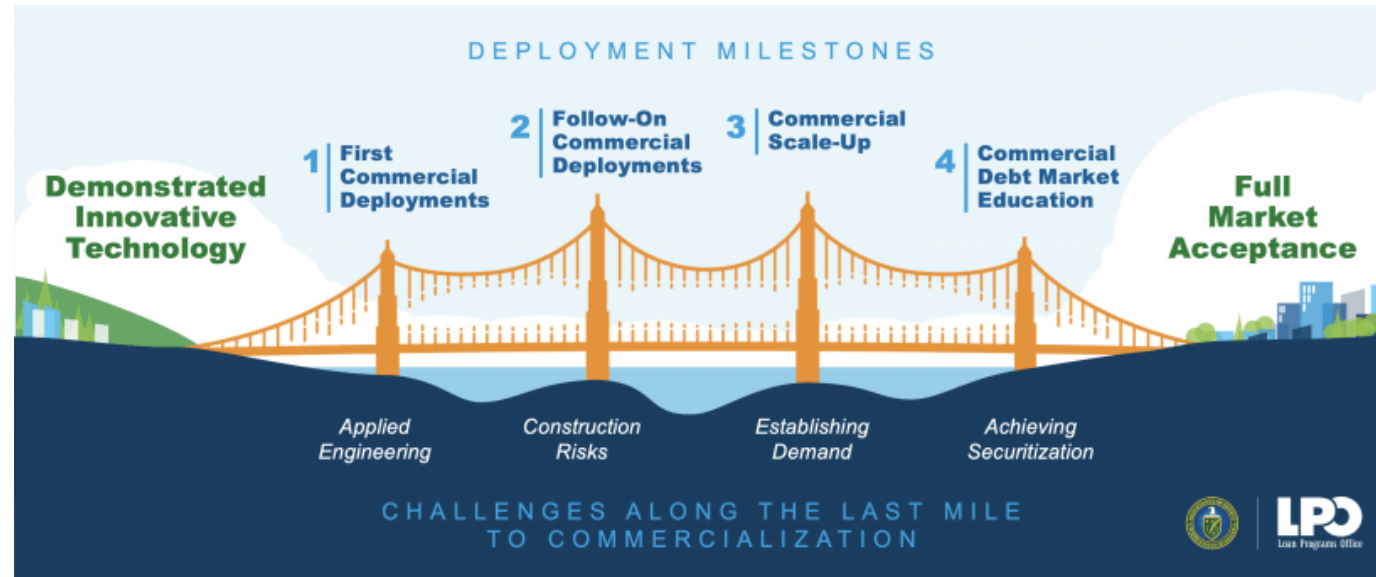 DEPLOYMENT MILESTONES
1
First
Commercial
Deployments
2
Follow-On
Commercial
Deployments
3
Commercial
Scale-Up
4
Commercial
Debt Market
Education
Demonstrated
Innovative
Technology
Full
Market
Acceptance
Applied
Engineering
Construction
Risks
Establishing
Demand
Achieving
Securitization
CHALLENGES ALONG THE LAST MILE
TO COMMERCIALIZATION
LPO
Loan Programs Office